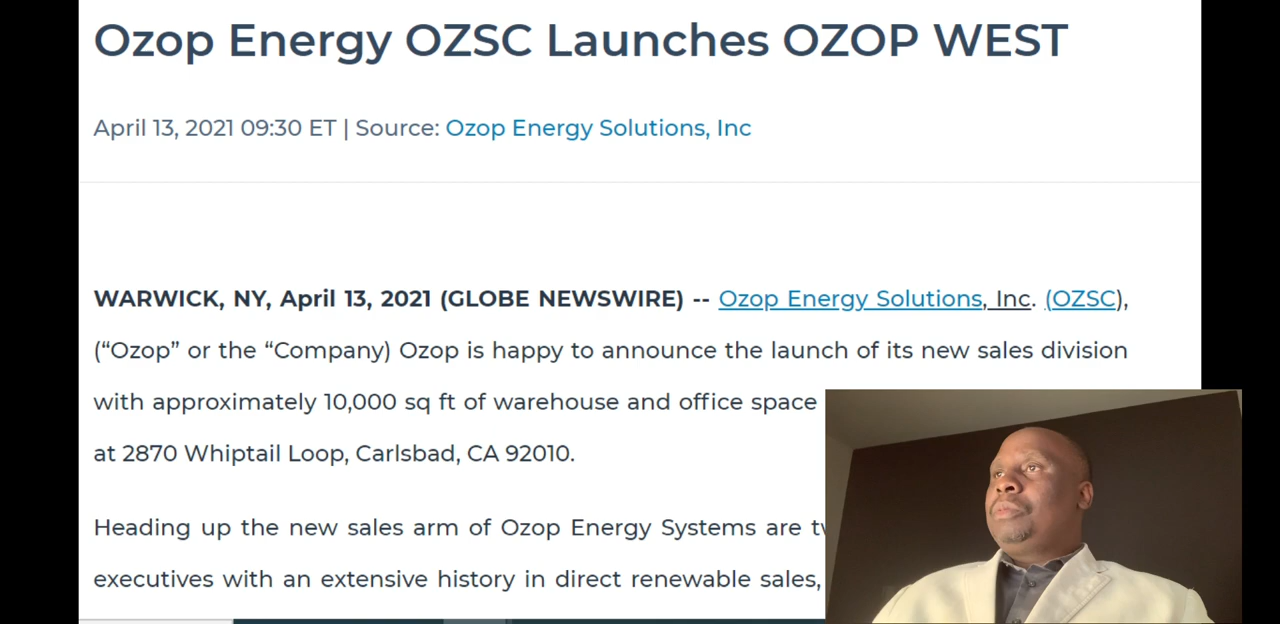 Ozop Energy OZSC Launches OZOP WEST
April 13, 2021 09:30 ET | Source: Ozop Energy Solutions, Inc
WARWICK, NY, April 13, 2021 (GLOBE NEWSWIRE) -- Ozop Energy Solutions, Inc. (OZSC),
(“Ozop” or the “Company) Ozop is happy to announce the launch of its new sales division
with approximately 10,000 sq ft of warehouse and office space
at 2870 Whiptail Loop, Carlsbad, CA 92010.
Heading up the new sales arm of Ozop Energy Systems are
executives with an extensive history in direct renewable sales,